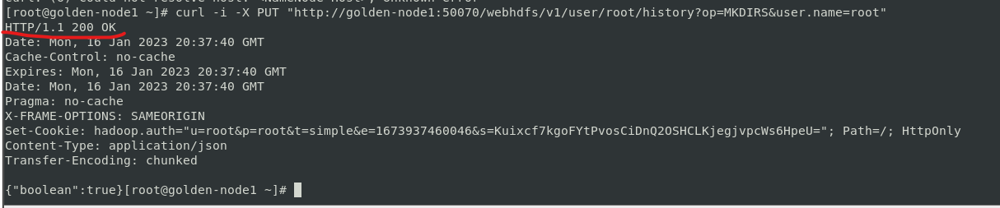 [root@golden-node1 ~]# curl -i -X PUT "http://golden-node1:50070/webhdfs/v1/user/root/history?op=MKDIRS&user.name=root"
HTTP/1.1 200 OK
Date: Mon, 16 Jan 2023 20:37:40 GMT
Cache-Control: no-cache
Expires: Mon, 16 Jan 2023 20:37:40 GMT
Date: Mon, 16 Jan 2023 20:37:40 GMT
Pragma: no-cache
X-FRAME-OPTIONS: SAMEORIGIN
Set-Cookie: hadoop.auth="u=root&p=root&t=simple&e=1673937460046&s=Kuixcf7kgoFYtPvosCiDnQ2OSHCLKjegjvpcWs6HpeU="; Path=/; HttpOnly
Content-Type: application/json
Transfer-Encoding: chunked
{"boolean":true}[root@golden-node1 ~]#